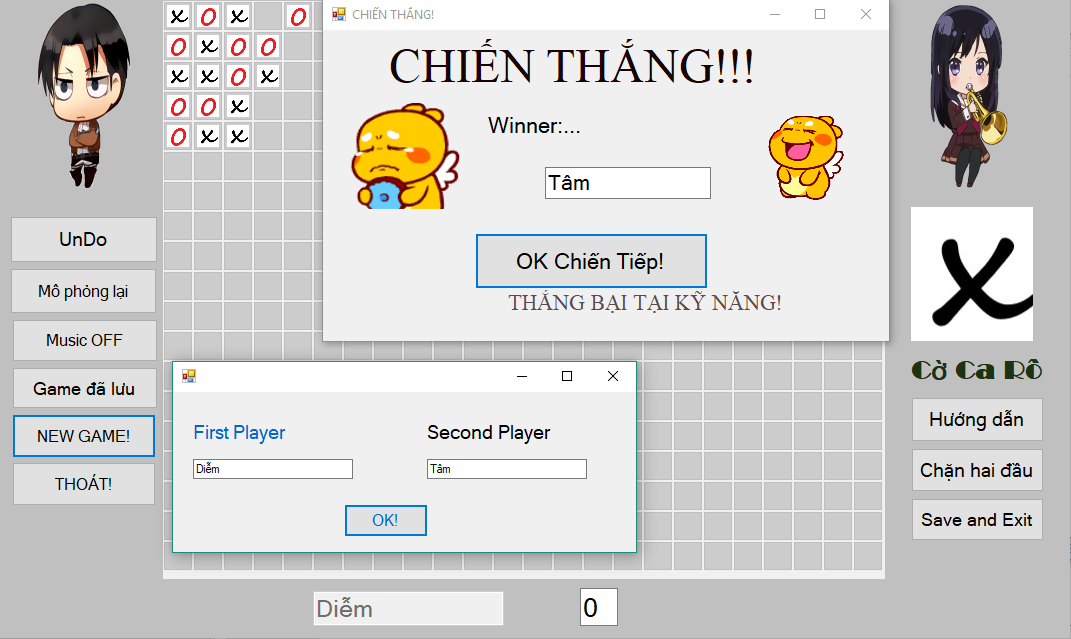 x O x O
O x O O
x x O x
O O x
O x x
CHIẾN THẮNG!
CHIẾN THẮNG!!!
Winner:...
Tâm
OK Chiến Tiếp!
THẮNG BẠI TẠI KỸ NĂNG!
UnDo
Mô phỏng lại
Music OFF
Game đã lưu
NEW GAME!
THOÁT!
First Player
Second Player
Diễm
Tâm
OK!
x
Cờ Ca Rô
Hướng dẫn
Chặn hai đầu
Save and Exit
Diễm
0